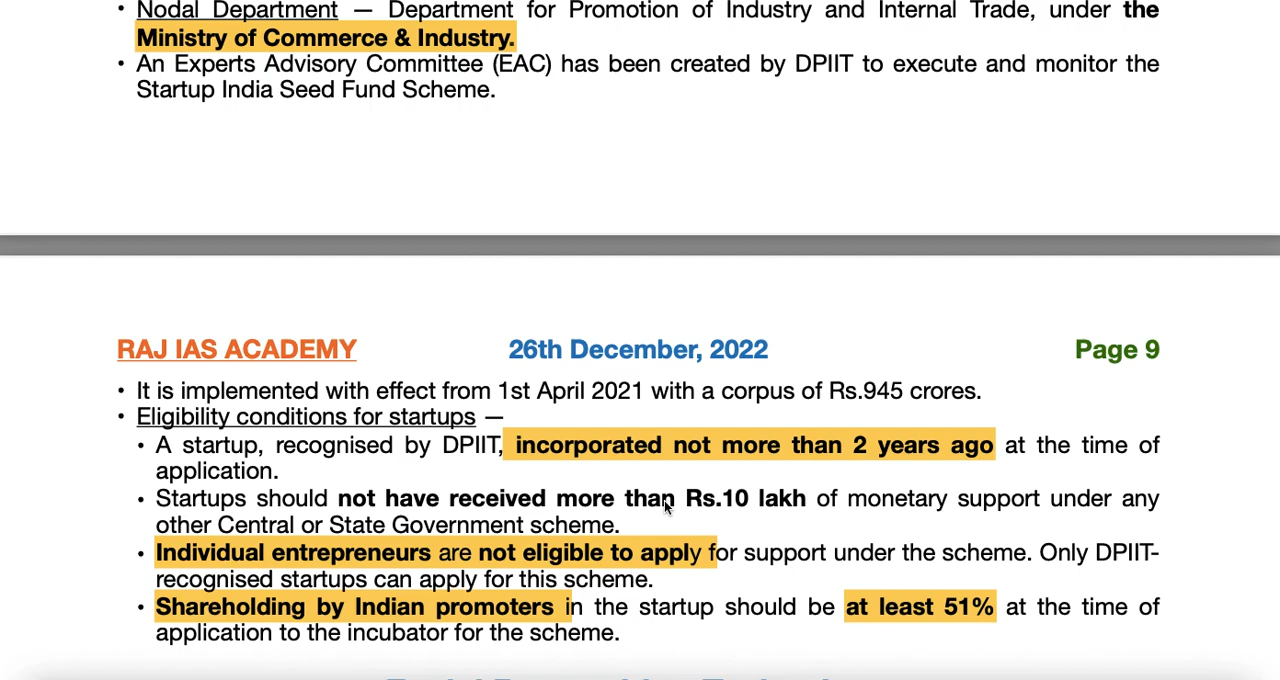 • Nodal Department — Department for Promotion of Industry and Internal Trade, under the
Ministry of Commerce & Industry.
• An Experts Advisory Committee (EAC) has been created by DPIIT to execute and monitor the
Startup India Seed Fund Scheme.
RAJ IAS ACADEMY 26th December, 2022 Page 9
• It is implemented with effect from 1st April 2021 with a corpus of Rs.945 crores.
• Eligibility conditions for startups —
• A startup, recognised by DPIIT, incorporated not more than 2 years ago at the time of
application.
• Startups should not have received more than Rs.10 lakh of monetary support under any
other Central or State Government scheme.
• Individual entrepreneurs are not eligible to apply for support under the scheme. Only DPIIT-
recognised startups can apply for this scheme.
• Shareholding by Indian promoters in the startup should be at least 51% at the time of
application to the incubator for the scheme.